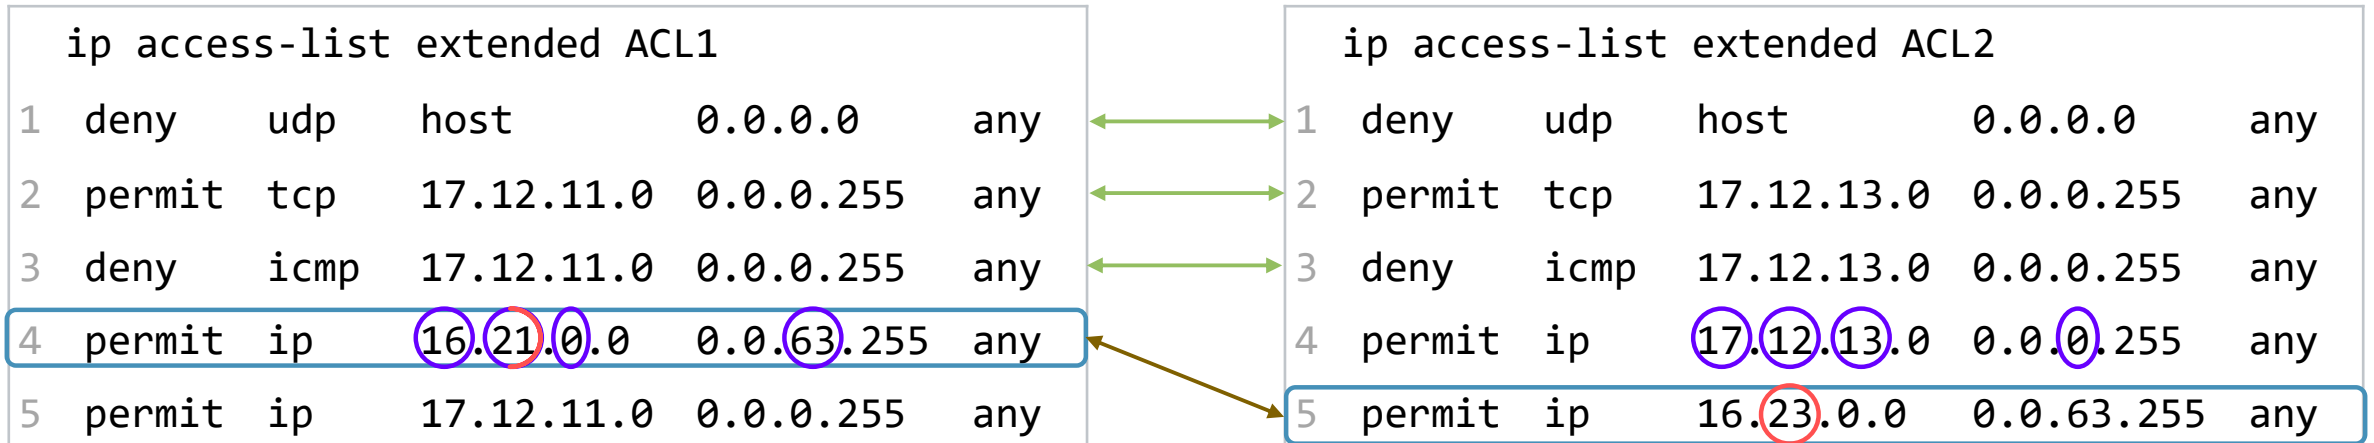 ip access-list extended ACL1
1 deny udp host 0.0.0.0 any
2 permit tcp 17.12.11.0 0.0.0.255 any
3 deny icmp 17.12.11.0 0.0.0.255 any
4 permit ip 16.21.0.0 0.0.63.255 any
5 permit ip 17.12.11.0 0.0.0.255 any
ip access-list extended ACL2
1 deny udp host 0.0.0.0 any
2 permit tcp 17.12.13.0 0.0.0.255 any
3 deny icmp 17.12.13.0 0.0.0.255 any
4 permit ip 17.12.13.0 0.0.0.255 any
5 permit ip 16.23.0.0 0.0.63.255 any